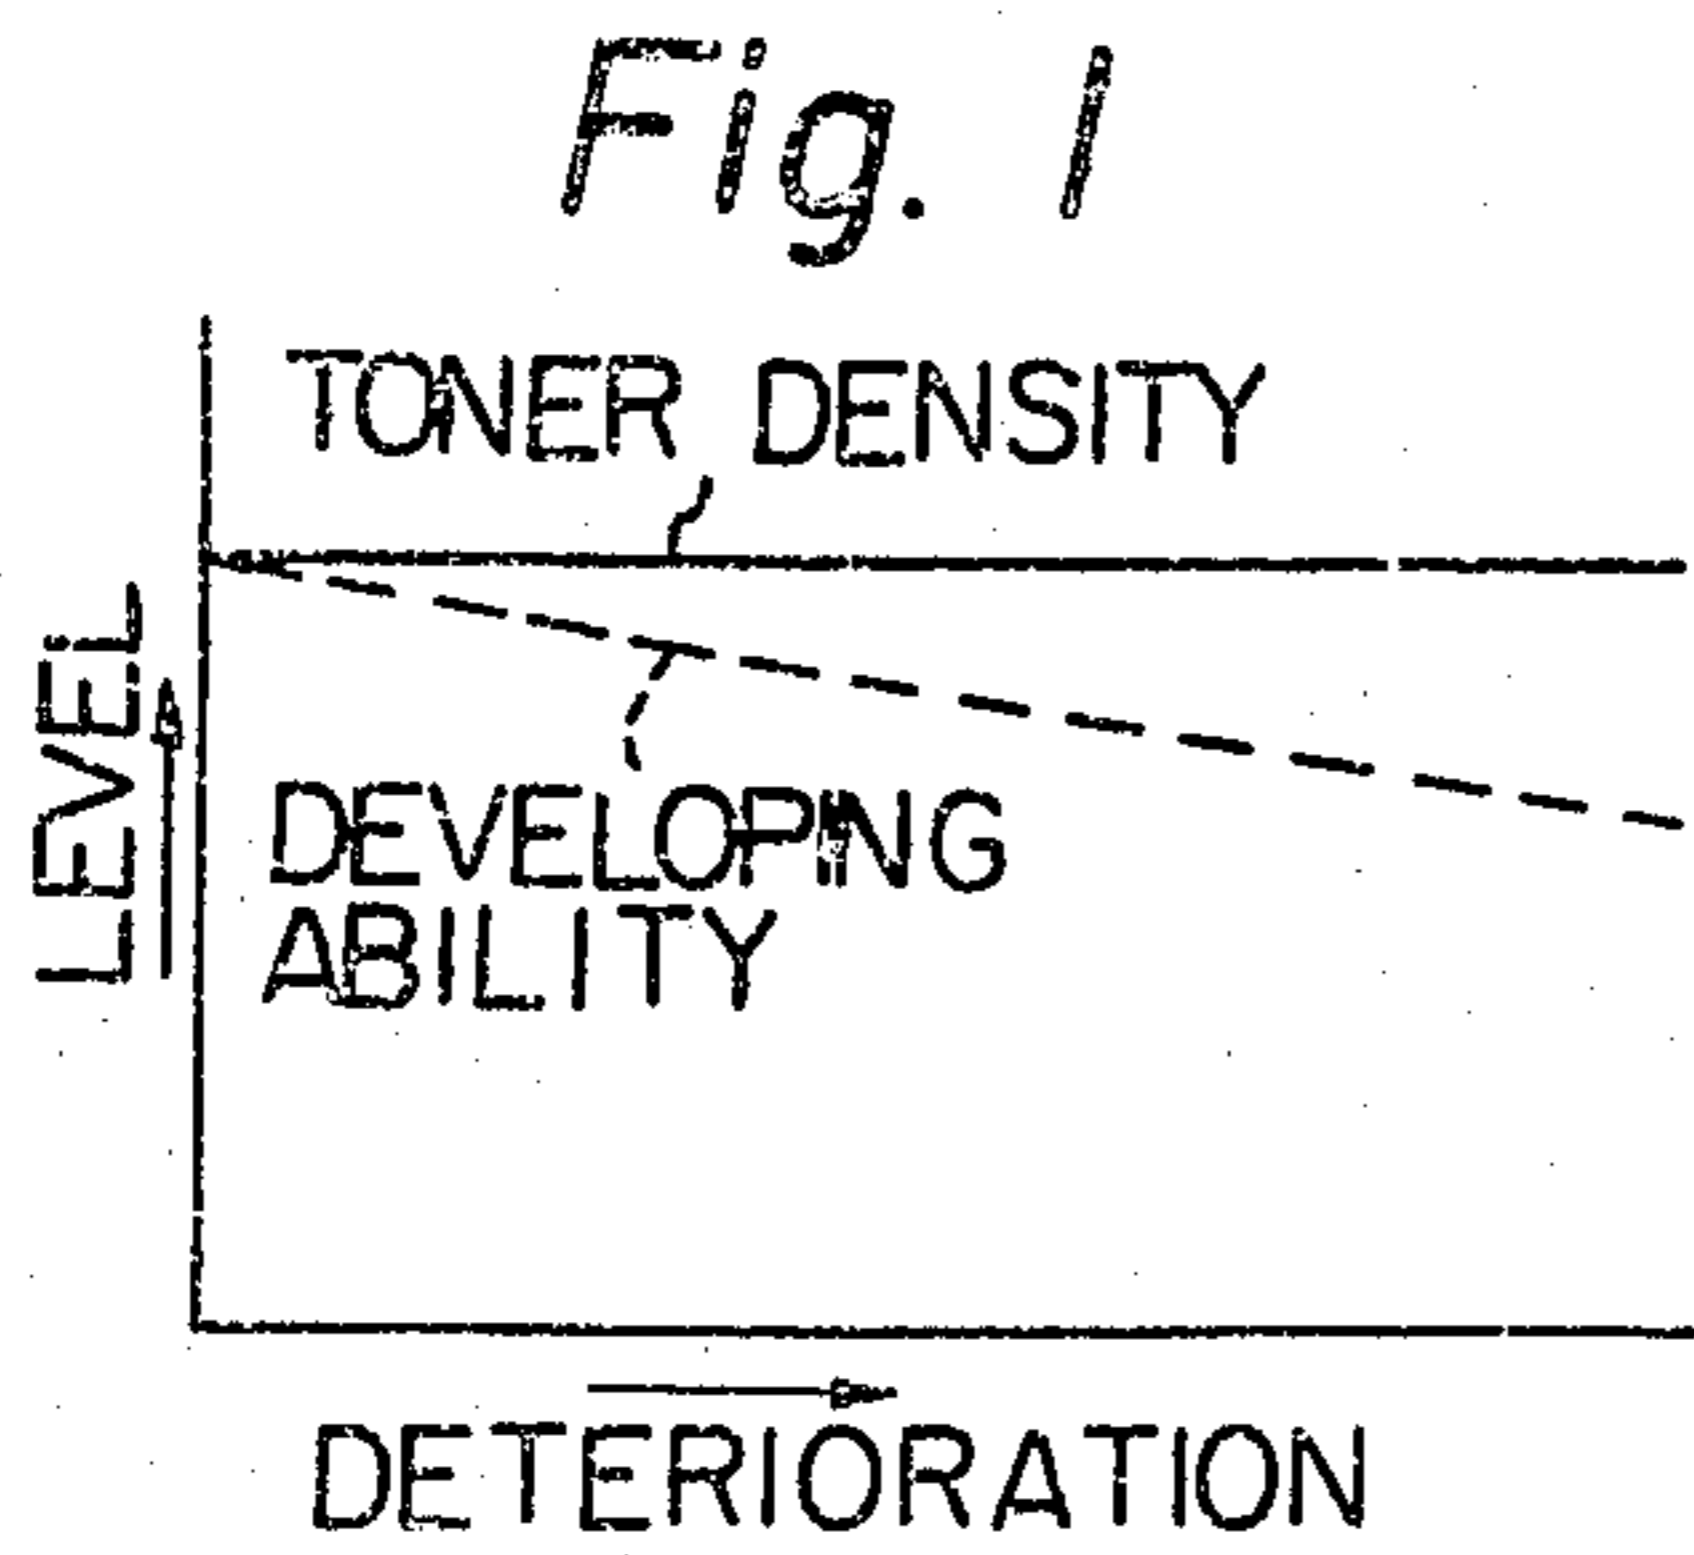 Fig. 1
TONER DENSITY
LEVEL
DEVELOPING
ABILITY
DETERIORATION